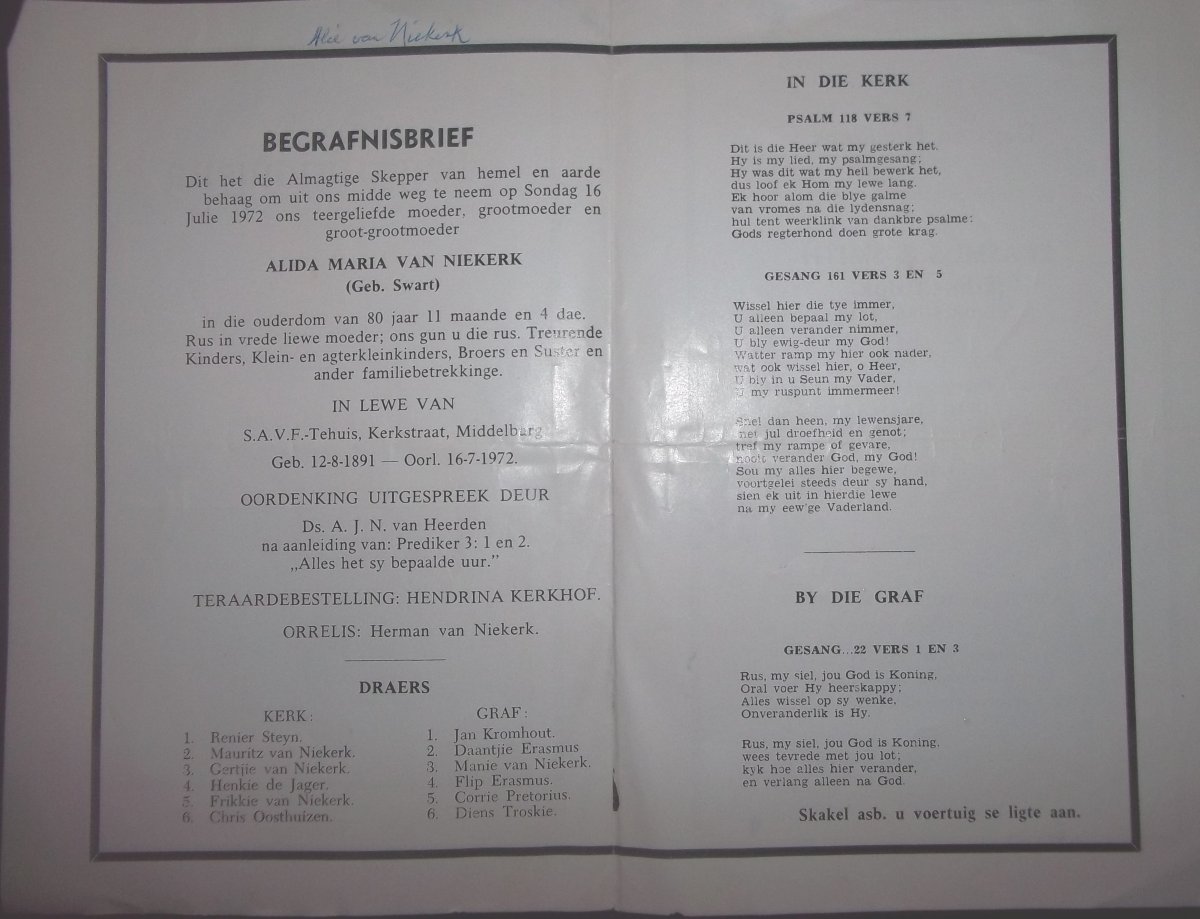 Alie van Niekerk
BEGRAFNISBRIEF
Dit het die Almagtige Skepper van hemel en aarde
behaag om uit ons midde weg te neem op Sondag 16
Julie 1972 ons teergeliefde moeder, grootmoeder en
groot-grootmoeder
ALIDA MARIA VAN NIEKERK
(Geb. Swart)
in die ouderdom van 80 jaar 11 maande en 4 dae.
Rus in vrede liewe moeder; ons gun u die rus. Treurende
Kinders, Klein- en agterkleinkinders, Broers en Suster en
ander familiebetrekkinge.
IN LEWE VAN
S.A.V.F.-Tehuis, Kerkstraat, Middelburg
Geb. 12-8-1891 — Oorl. 16-7-1972.
OORDENKING UITGESPREEK DEUR
Ds. A. J. N. van Heerden
na aanleiding van: Prediker 3: 1 en 2.
„Alles het sy bepaalde uur.”
TERAARDEBESTELLING: HENDRINA KERKHOF.
ORRELIS: Herman van Niekerk.
DRAERS
KERK:
1. Renier Steyn.
2. Mauritz van Niekerk.
3. Gertjie van Niekerk.
4. Henkie de Jager.
5. Frikkie van Niekerk.
6. Chris Oosthuizen.
GRAF:
1. Jan Kromhout.
2. Daantjie Erasmus
3. Manie van Niekerk.
4. Flip Erasmus.
5. Corrie Pretorius.
6. Diens Troskie.
IN DIE KERK
PSALM 118 VERS 7
Dit is die Heer wat my gesterk het.
Hy is my lied, my psalmgesang;
Hy was dit wat my heil bewerk het,
dus loof ek Hom my lewe lang.
Ek hoor alom die blye galme
van vromes na die lydensnag;
hul tent weerklink van dankbre psalme:
Gods regterhond doen grote krag.
GESANG 161 VERS 3 EN 5
Wissel hier die tye immer,
U alleen bepaal my lot,
U alleen verander nimmer,
U bly ewig-deur my God!
Watter ramp my hier ook nader,
wat ook wissel hier, o Heer,
U bly in u Seun my Vader,
U my ruspunt immermeer!
Snel dan heen, my lewensjare,
met jul droefheid en genot;
tref my rampe of gevare,
nooit verander God, my God!
Sou my alles hier begewe,
voortgelei steeds deur sy hand,
sien ek uit in hierdie lewe
na my eew'ge Vaderland.
BY DIE GRAF
GESANG...22 VERS 1 EN 3
Rus, my siel, jou God is Koning,
Oral voer Hy heerskappy;
Alles wissel op sy wenke,
Onveranderlik is Hy.
Rus, my siel, jou God is Koning,
wees tevrede met jou lot;
kyk hoe alles hier verander,
en verlang alleen na God.
Skakel asb. u voertuig se ligte aan.